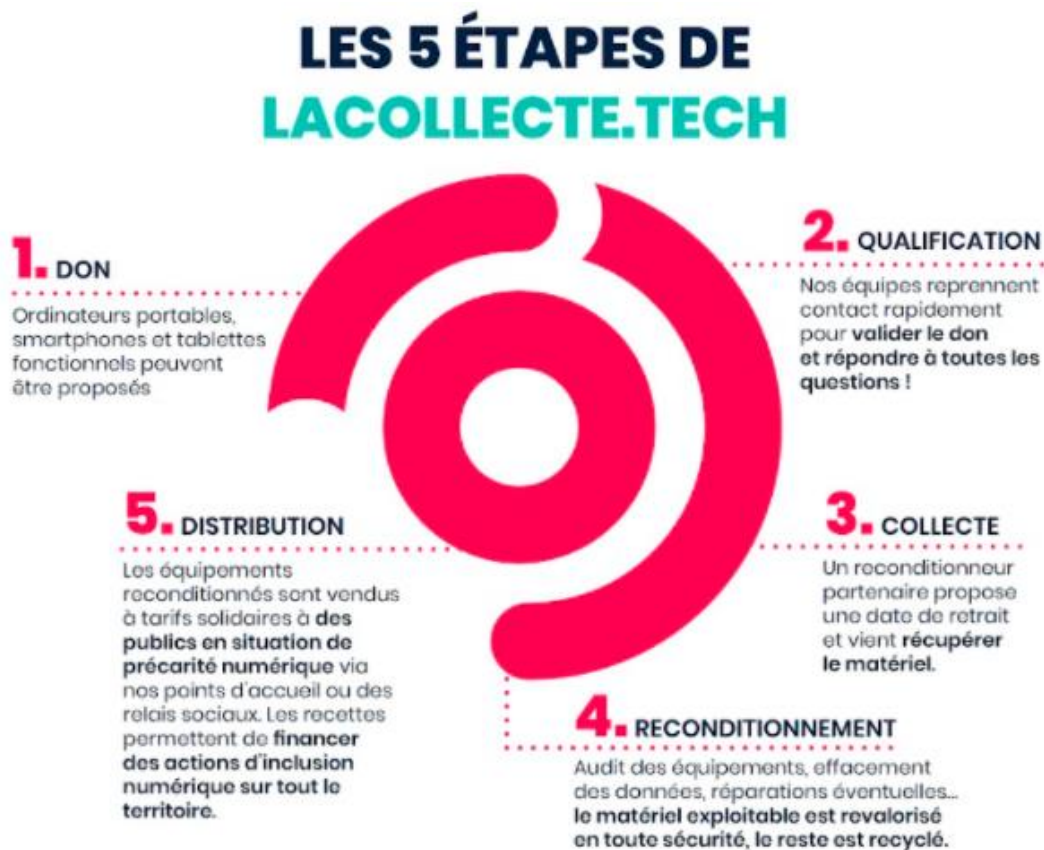 LES 5 ÉTAPES DE
LACOLLECTE.TECH
1. DON
Ordinateurs portables,
smartphones et tablettes
fonctionnels peuvent
être proposés
2. QUALIFICATION
Nos équipes reprennent
contact rapidement
pour valider le don
et répondre à toutes les
questions !
3. COLLECTE
Un reconditionneur
partenaire propose
une date de retrait
et vient récupérer
le matériel.
4. RECONDITIONNEMENT
Audit des équipements, effacement
des données, réparations éventuelles...
le matériel exploitable est revalorisé
en toute sécurité, le reste est recyclé.
5. DISTRIBUTION
Les équipements
reconditionnés sont vendus
à tarifs solidaires à des
publics en situation de
précarité numérique via
nos points d'accueil ou des
relais sociaux. Les recettes
permettent de financer
des actions d'inclusion
numérique sur tout le
territoire.